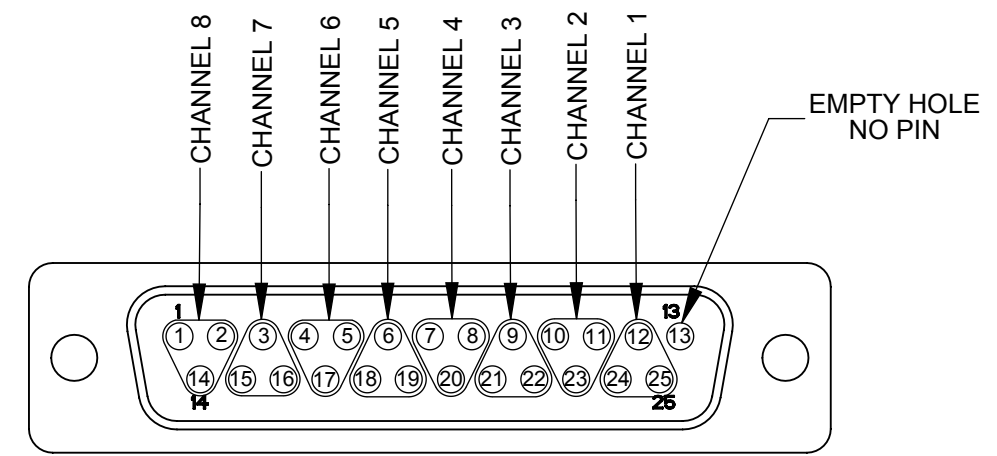 CHANNEL 8
CHANNEL 7
CHANNEL 6
CHANNEL 5
CHANNEL 4
CHANNEL 3
CHANNEL 2
CHANNEL 1
EMPTY HOLE
NO PIN
1 13
1 2 3 4 5 6 7 8 9 10 11 12 13
14 15 16 17 18 19 20 21 22 23 24 25
14 25